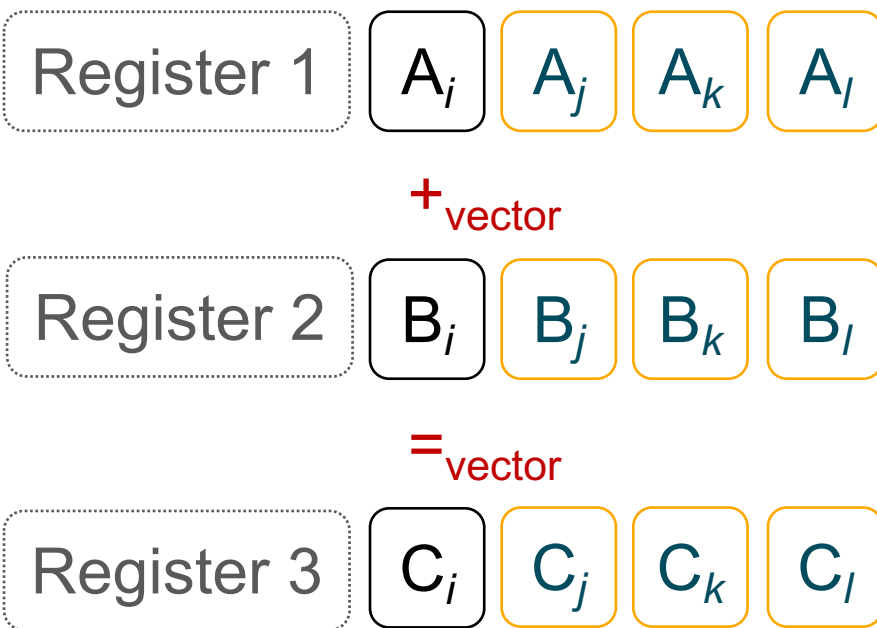 Register 1 A_i A_j A_k A_l
+vector
Register 2 B_i B_j B_k B_l
=vector
Register 3 C_i C_j C_k C_l